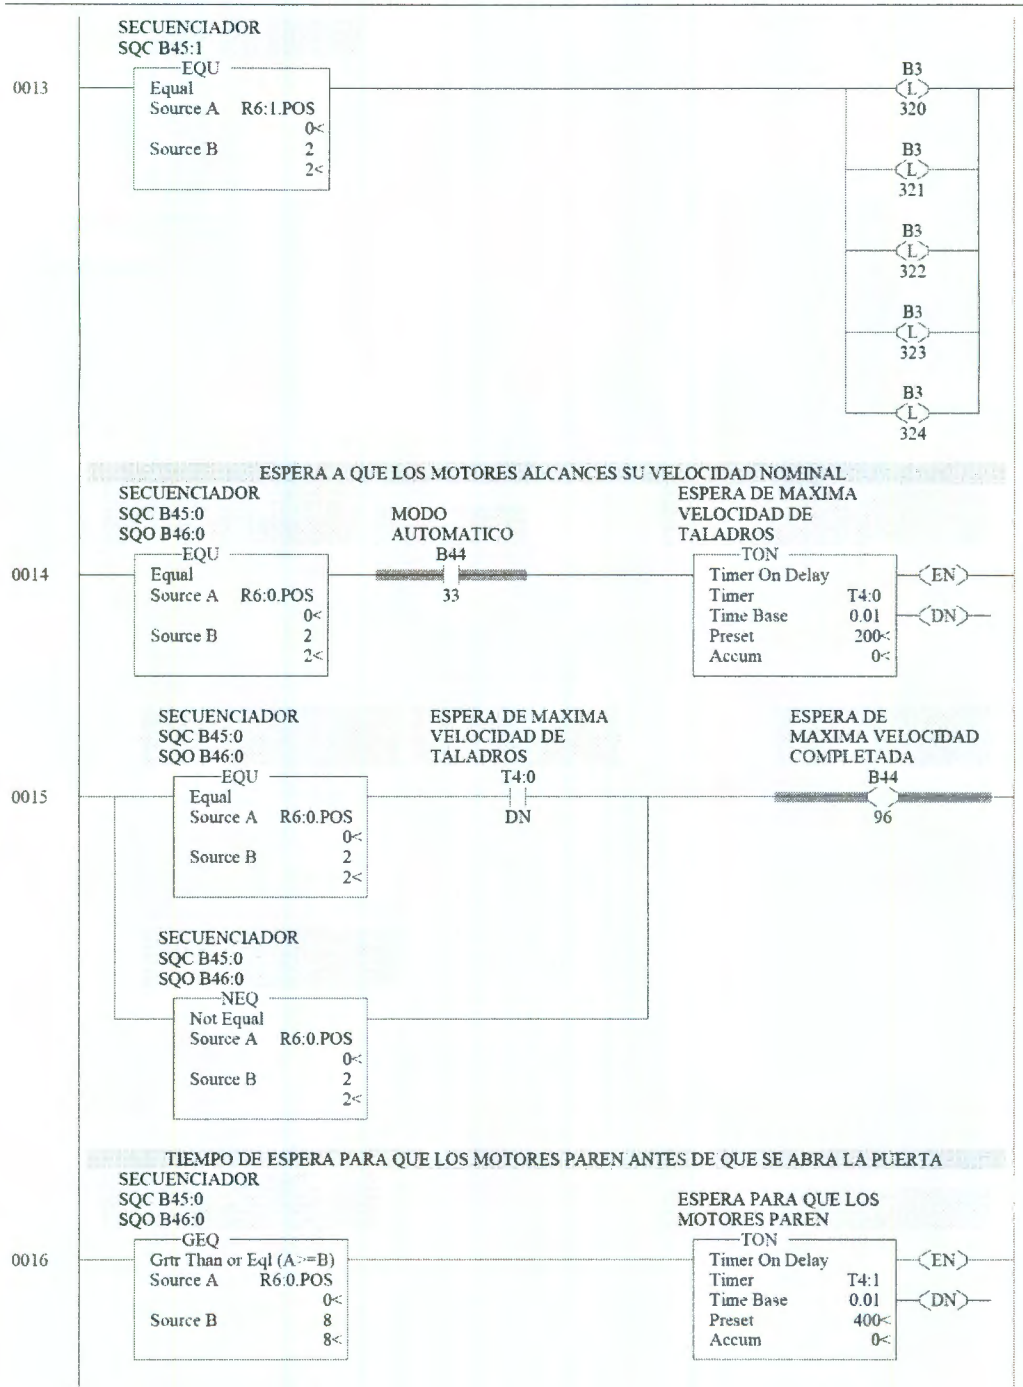 SECUENCIADOR
SQC B45:1
EQU
0013
Equal
Source A R6:1.POS
0<
Source B 2
2<
B3
(L)
320
B3
(L)
321
B3
(L)
322
B3
(L)
323
B3
(L)
324
ESPERA A QUE LOS MOTORES ALCANCES SU VELOCIDAD NOMINAL
SECUENCIADOR
SQC B45:0
SQO B46:0
EQU
0014
Equal
Source A R6:0.POS
0<
Source B 2
2<
MODO
AUTOMATICO
B44
33
ESPERA DE MAXIMA
VELOCIDAD DE
TALADROS
TON
Timer On Delay
Timer T4:0
Time Base 0.01
Preset 200<
Accum 0<
(EN)
(DN)
SECUENCIADOR
SQC B45:0
SQO B46:0
EQU
0015
Equal
Source A R6:0.POS
0<
Source B 2
2<
ESPERA DE MAXIMA
VELOCIDAD DE
TALADROS
T4:0
DN
ESPERA DE
MAXIMA VELOCIDAD
COMPLETADA
B44
96
SECUENCIADOR
SQC B45:0
SQO B46:0
NEQ
Not Equal
Source A R6:0.POS
0<
Source B 2
2<
TIEMPO DE ESPERA PARA QUE LOS MOTORES PAREN ANTES DE QUE SE ABRA LA PUERTA
SECUENCIADOR
SQC B45:0
SQO B46:0
GEQ
0016
Grtr Than or Eql (A>=B)
Source A R6:0.POS
0<
Source B 8
8<
ESPERA PARA QUE LOS
MOTORES PAREN
TON
Timer On Delay
Timer T4:1
Time Base 0.01
Preset 400<
Accum 0<
(EN)
(DN)